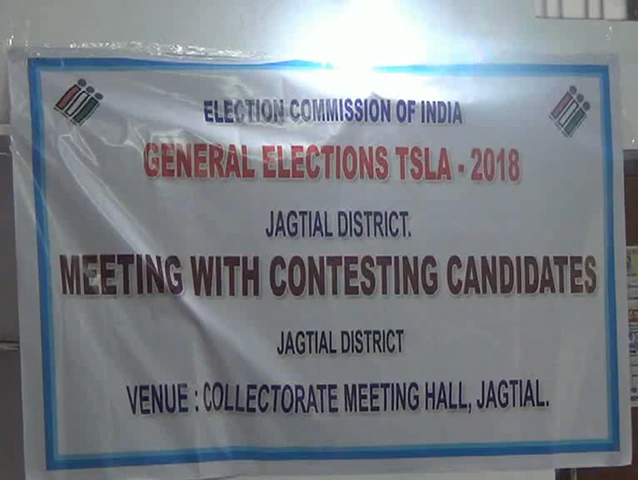 ELECTION COMMISSION OF INDIA
GENERAL ELECTIONS TSLA - 2018
JAGTIAL DISTRICT.
MEETING WITH CONTESTING CANDIDATES
JAGTIAL DISTRICT
VENUE : COLLECTORATE MEETING HALL, JAGTIAL.